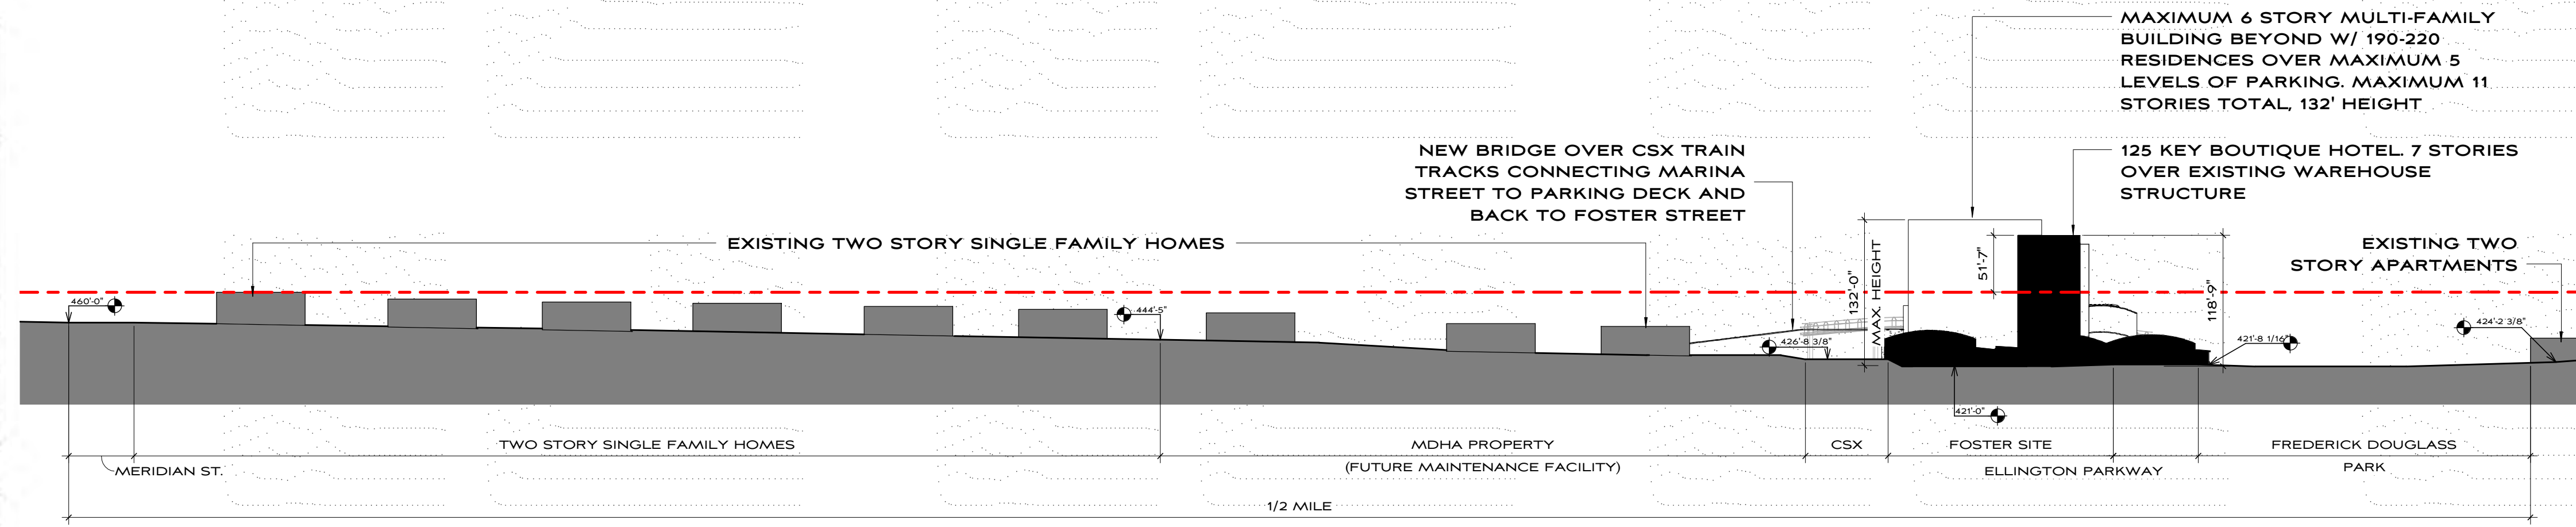 MAXIMUM 6 STORY MULTI-FAMILY
BUILDING BEYOND W/ 190-220
RESIDENCES OVER MAXIMUM 5
LEVELS OF PARKING. MAXIMUM 11
STORIES TOTAL, 132' HEIGHT
NEW BRIDGE OVER CSX TRAIN
TRACKS CONNECTING MARINA
STREET TO PARKING DECK AND
BACK TO FOSTER STREET
125 KEY BOUTIQUE HOTEL. 7 STORIES
OVER EXISTING WAREHOUSE
STRUCTURE
EXISTING TWO STORY SINGLE FAMILY HOMES
EXISTING TWO
STORY APARTMENTS
132'-0"
MAX. HEIGHT
51'-7"
118'-9"
460'-0"
444'-5"
426'-8 3/8"
421'-8 1/16"
424'-2 3/8"
421'-0"
TWO STORY SINGLE FAMILY HOMES
MDHA PROPERTY
(FUTURE MAINTENANCE FACILITY)
CSX
FOSTER SITE
FREDERICK DOUGLASS
PARK
MERIDIAN ST.
ELLINGTON PARKWAY
1/2 MILE